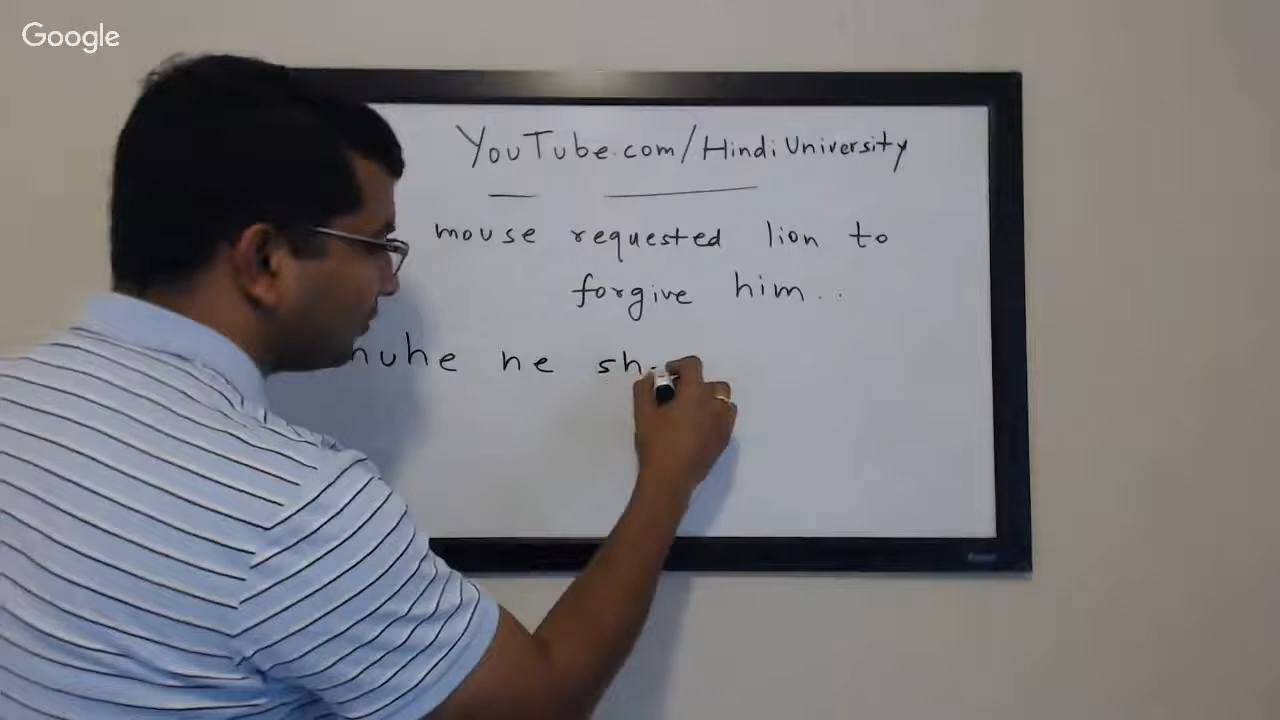 Google
YouTube.com/HindiUniversity
mouse requested lion to
forgive him..
ne